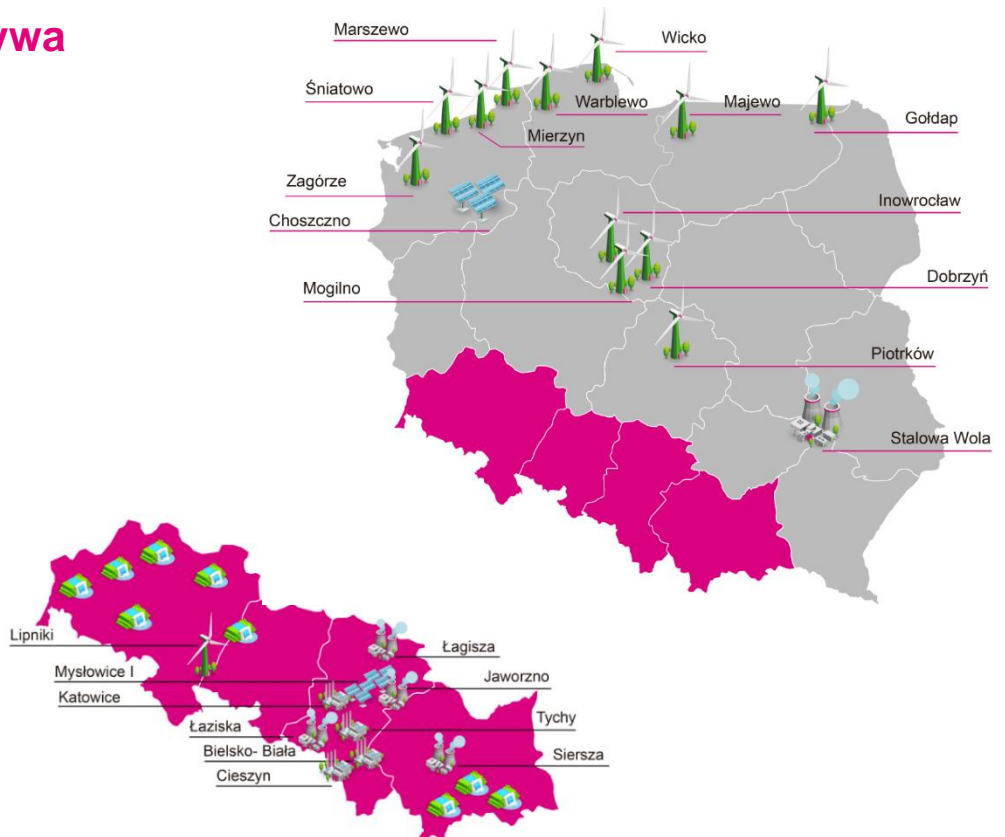 Marszewo
Wicko
Śniatowo
Warblewo
Majewo
Gołdap
Mierzyn
Zagórze
Inowrocław
Choszczno
Dobrzyń
Mogilno
Piotrków
Stalowa Wola
Lipniki
Łagisza
Mysłowice I
Jaworzno
Katowice
Tychy
Łaziska
Bielsko- Biała
Siersza
Cieszyn